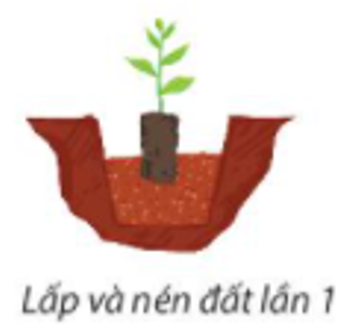 Lấp và nén đất lần 1